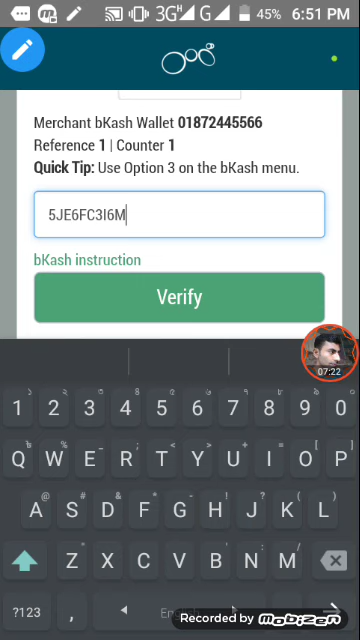 3G H G 45% 6:51 PM
Merchant bKash Wallet 01872445566
Reference 1 | Counter 1
Quick Tip: Use Option 3 on the bKash menu.
5JE6FC3I6M
bKash instruction
Verify
07:22
1 2 3 4 5 6 7 8 9 0
Q W E R T Y U I O P
A S D F G H J K L
Z X C V B N M
?123 , English
Recorded by mobizen